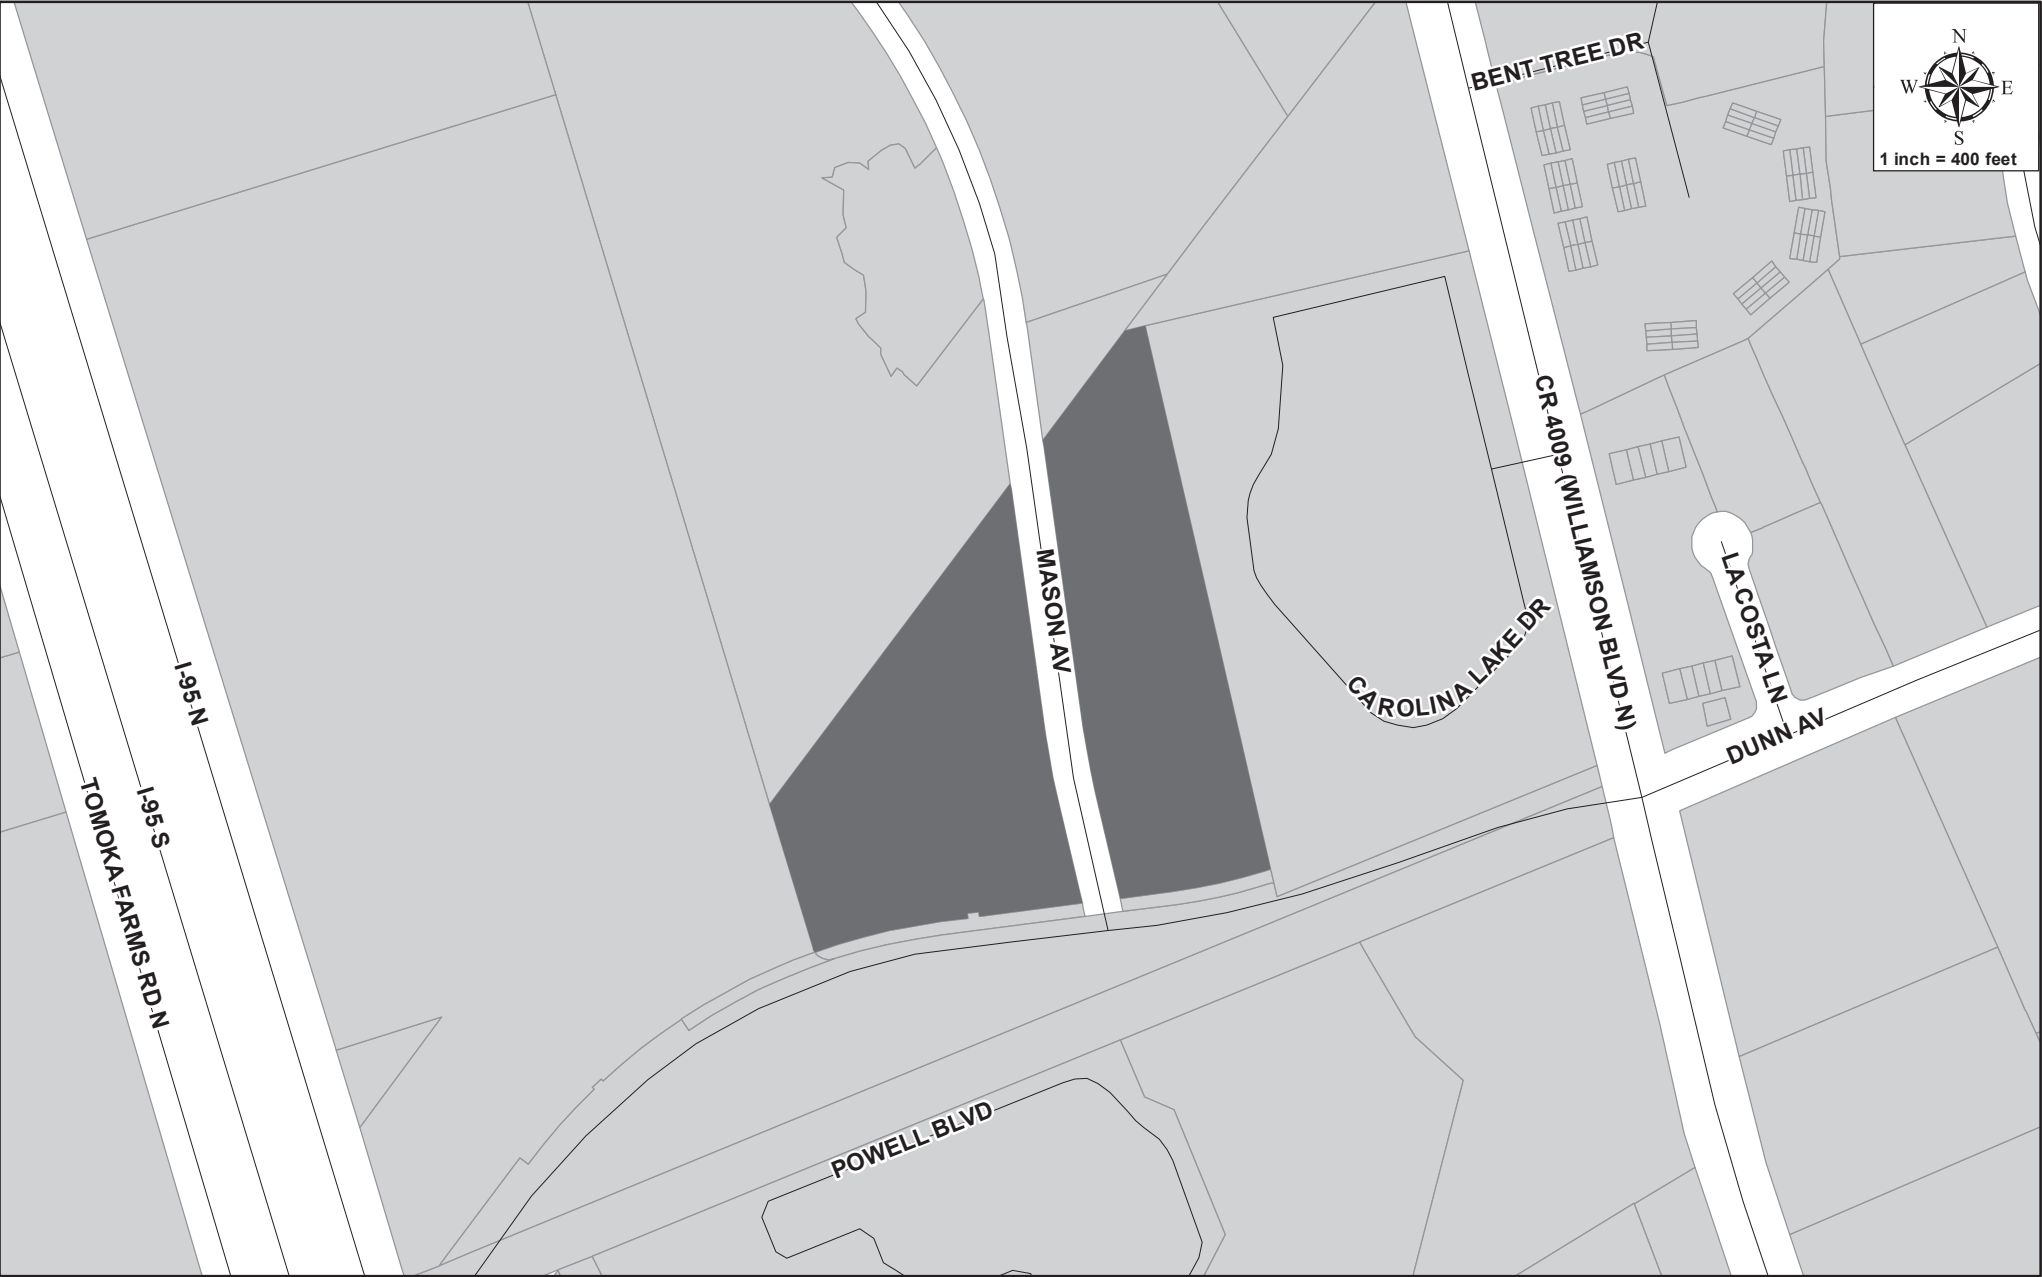 N
W E
S
1 inch = 400 feet
BENT TREE DR
CR 4009 (WILLIAMSON BLVD N)
MASON AV
LA COSTA LN
CAROLINA LAKE DR
I-95 N
DUNN AV
I-95 S
TOMOKA FARMS RD N
POWELL BLVD